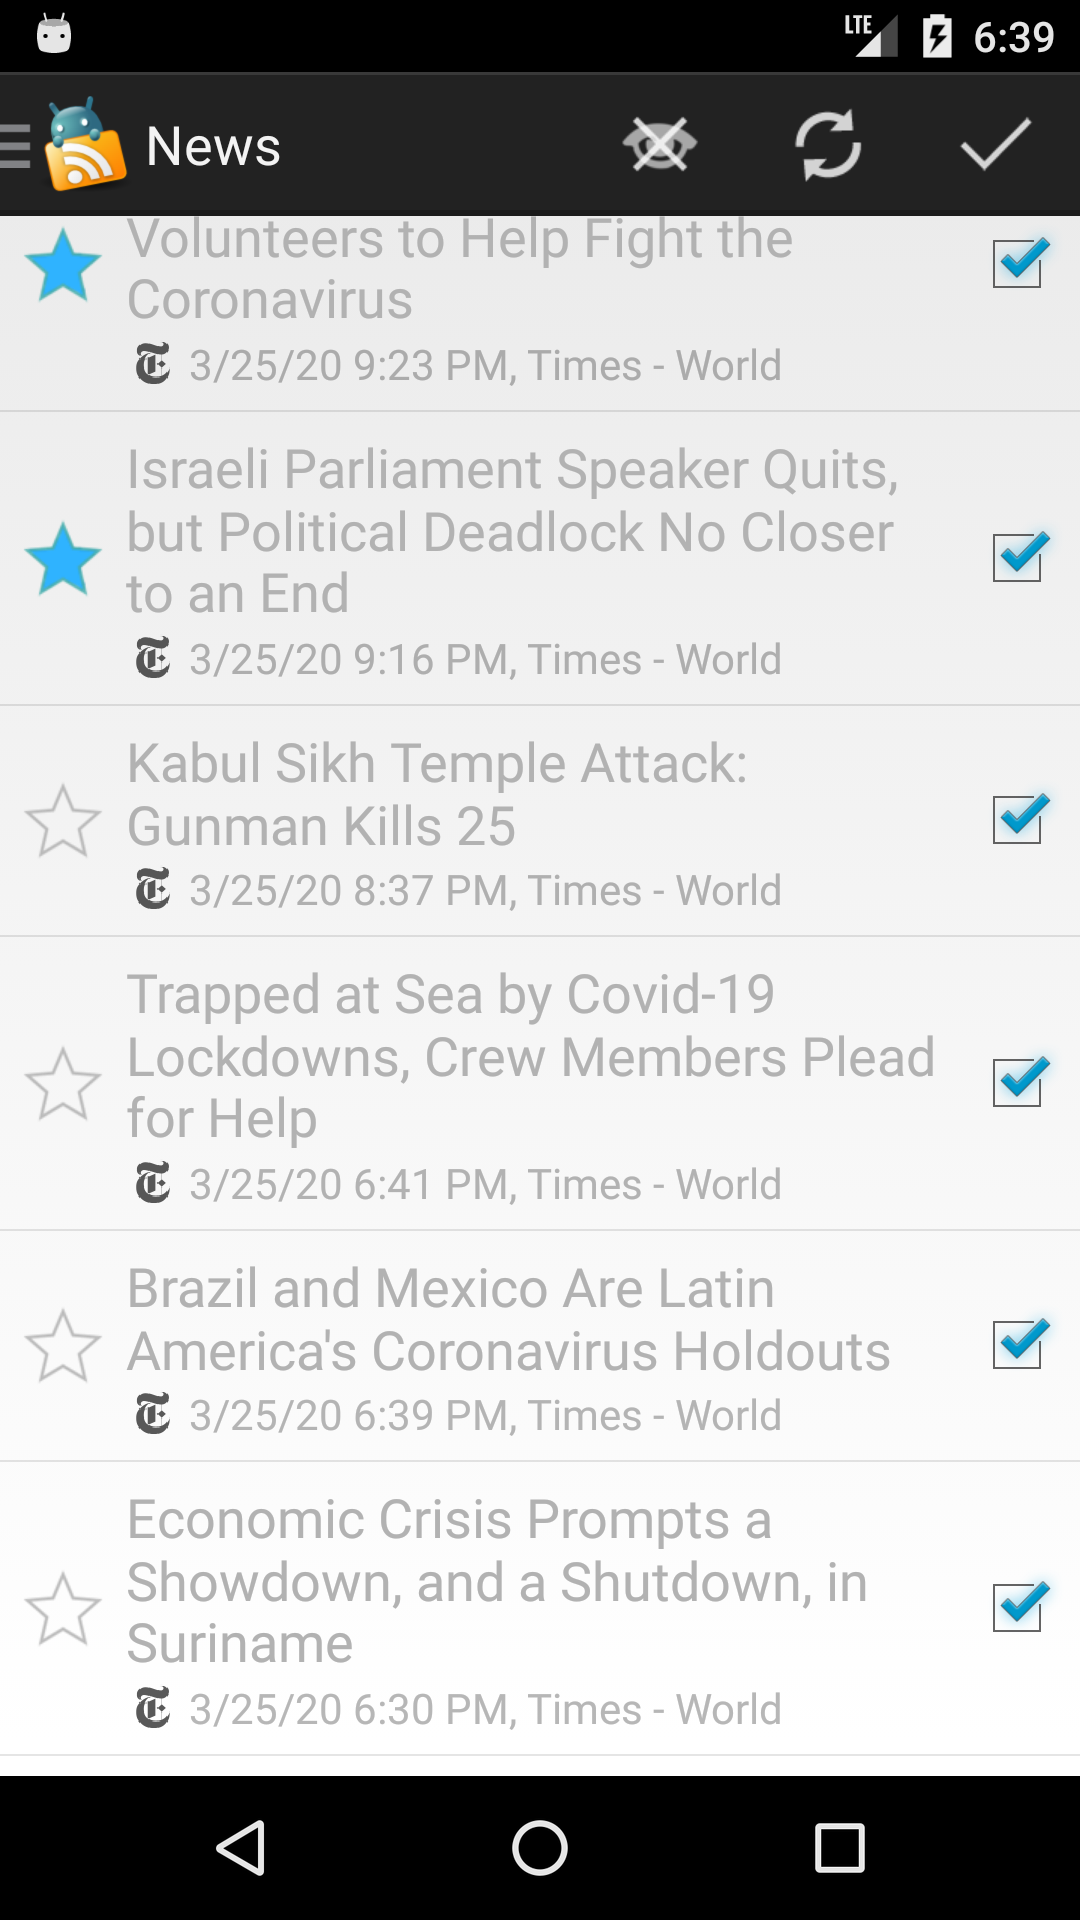 LTE 6:39
News
Volunteers to Help Fight the
Coronavirus
3/25/20 9:23 PM, Times - World
Israeli Parliament Speaker Quits,
but Political Deadlock No Closer
to an End
3/25/20 9:16 PM, Times - World
Kabul Sikh Temple Attack:
Gunman Kills 25
3/25/20 8:37 PM, Times - World
Trapped at Sea by Covid-19
Lockdowns, Crew Members Plead
for Help
3/25/20 6:41 PM, Times - World
Brazil and Mexico Are Latin
America's Coronavirus Holdouts
3/25/20 6:39 PM, Times - World
Economic Crisis Prompts a
Showdown, and a Shutdown, in
Suriname
3/25/20 6:30 PM, Times - World